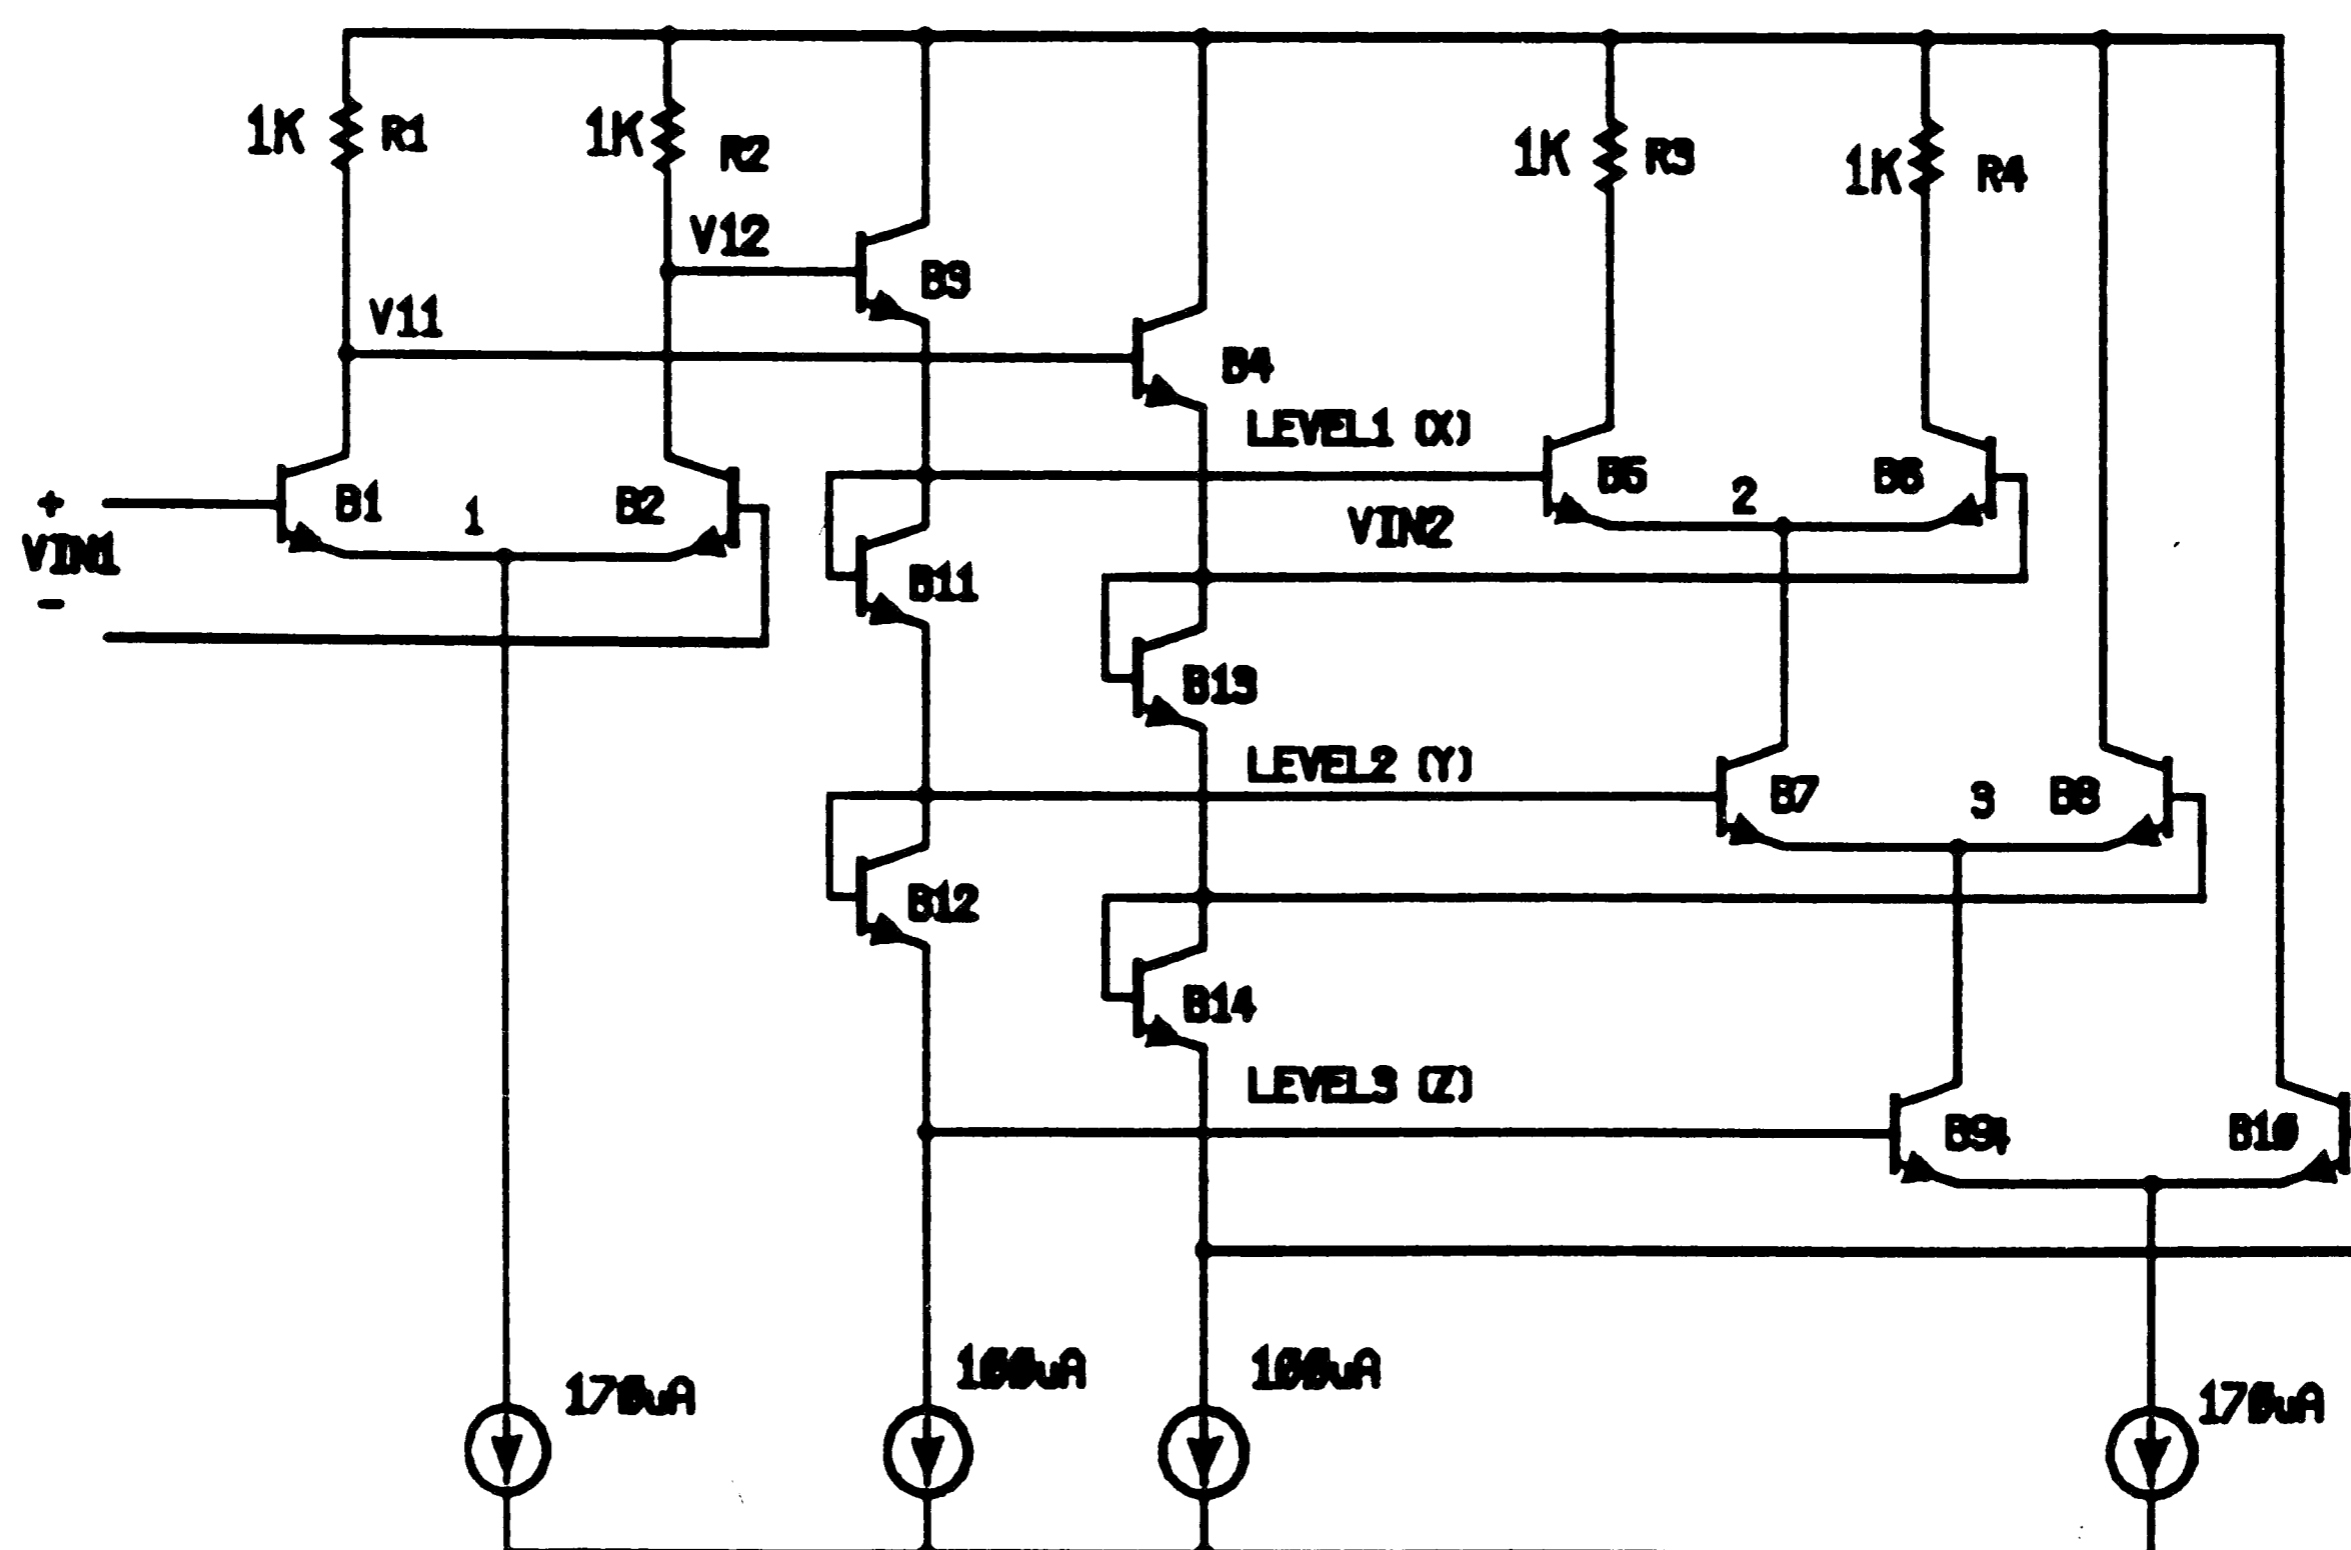 1K R1
1K R2
1K R3
1K R4
V12
B3
V11
B4
LEVEL1 (X)
+
VIN1
-
B1
1
B2
B5
2
B6
VIN2
B11
B13
LEVEL2 (Y)
B7
3
B8
B12
B14
LEVEL3 (Z)
B9
B10
170uA
100uA
100uA
170uA